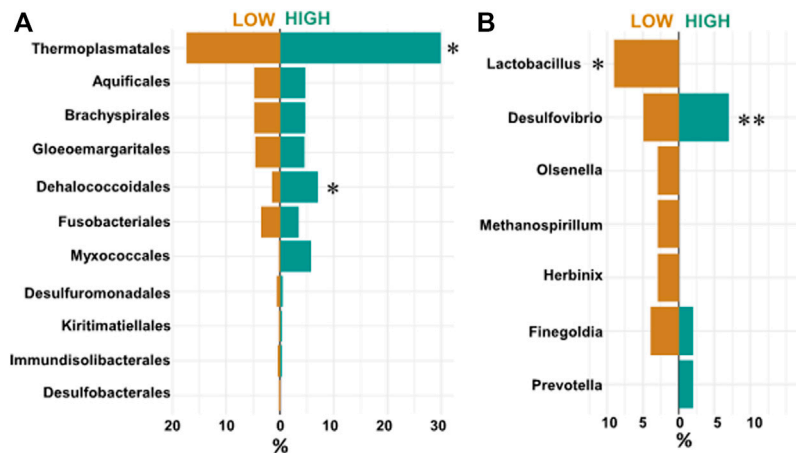 A
LOW HIGH
Thermoplasmatales *
Aquificales
Brachyspirales
Gloeoemargaritales
Dehalococcoidales *
Fusobacteriales
Myxococcales
Desulfuromonadales
Kiritimatiellales
Immundisolibacterales
Desulfobacterales
20 10 0 10 20 30
%
B
LOW HIGH
Lactobacillus *
Desulfovibrio **
Olsenella
Methanospirillum
Herbinix
Finegoldia
Prevotella
10 5 0 5 10
%